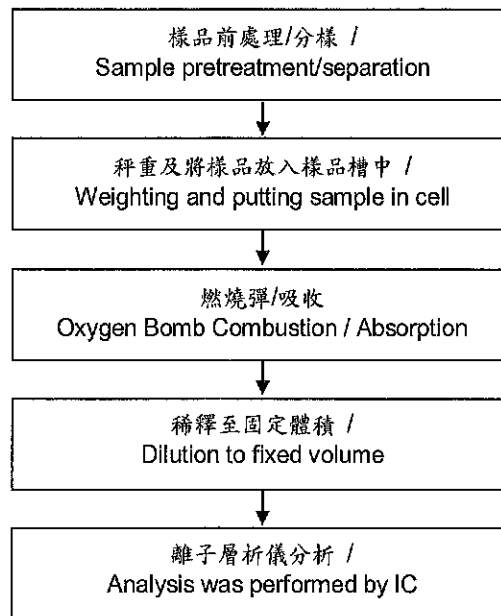 樣品前處理/分樣 /
Sample pretreatment/separation
秤重及將樣品放入樣品槽中 /
Weighting and putting sample in cell
燃燒彈/吸收
Oxygen Bomb Combustion / Absorption
稀釋至固定體積 /
Dilution to fixed volume
離子層析儀分析 /
Analysis was performed by IC